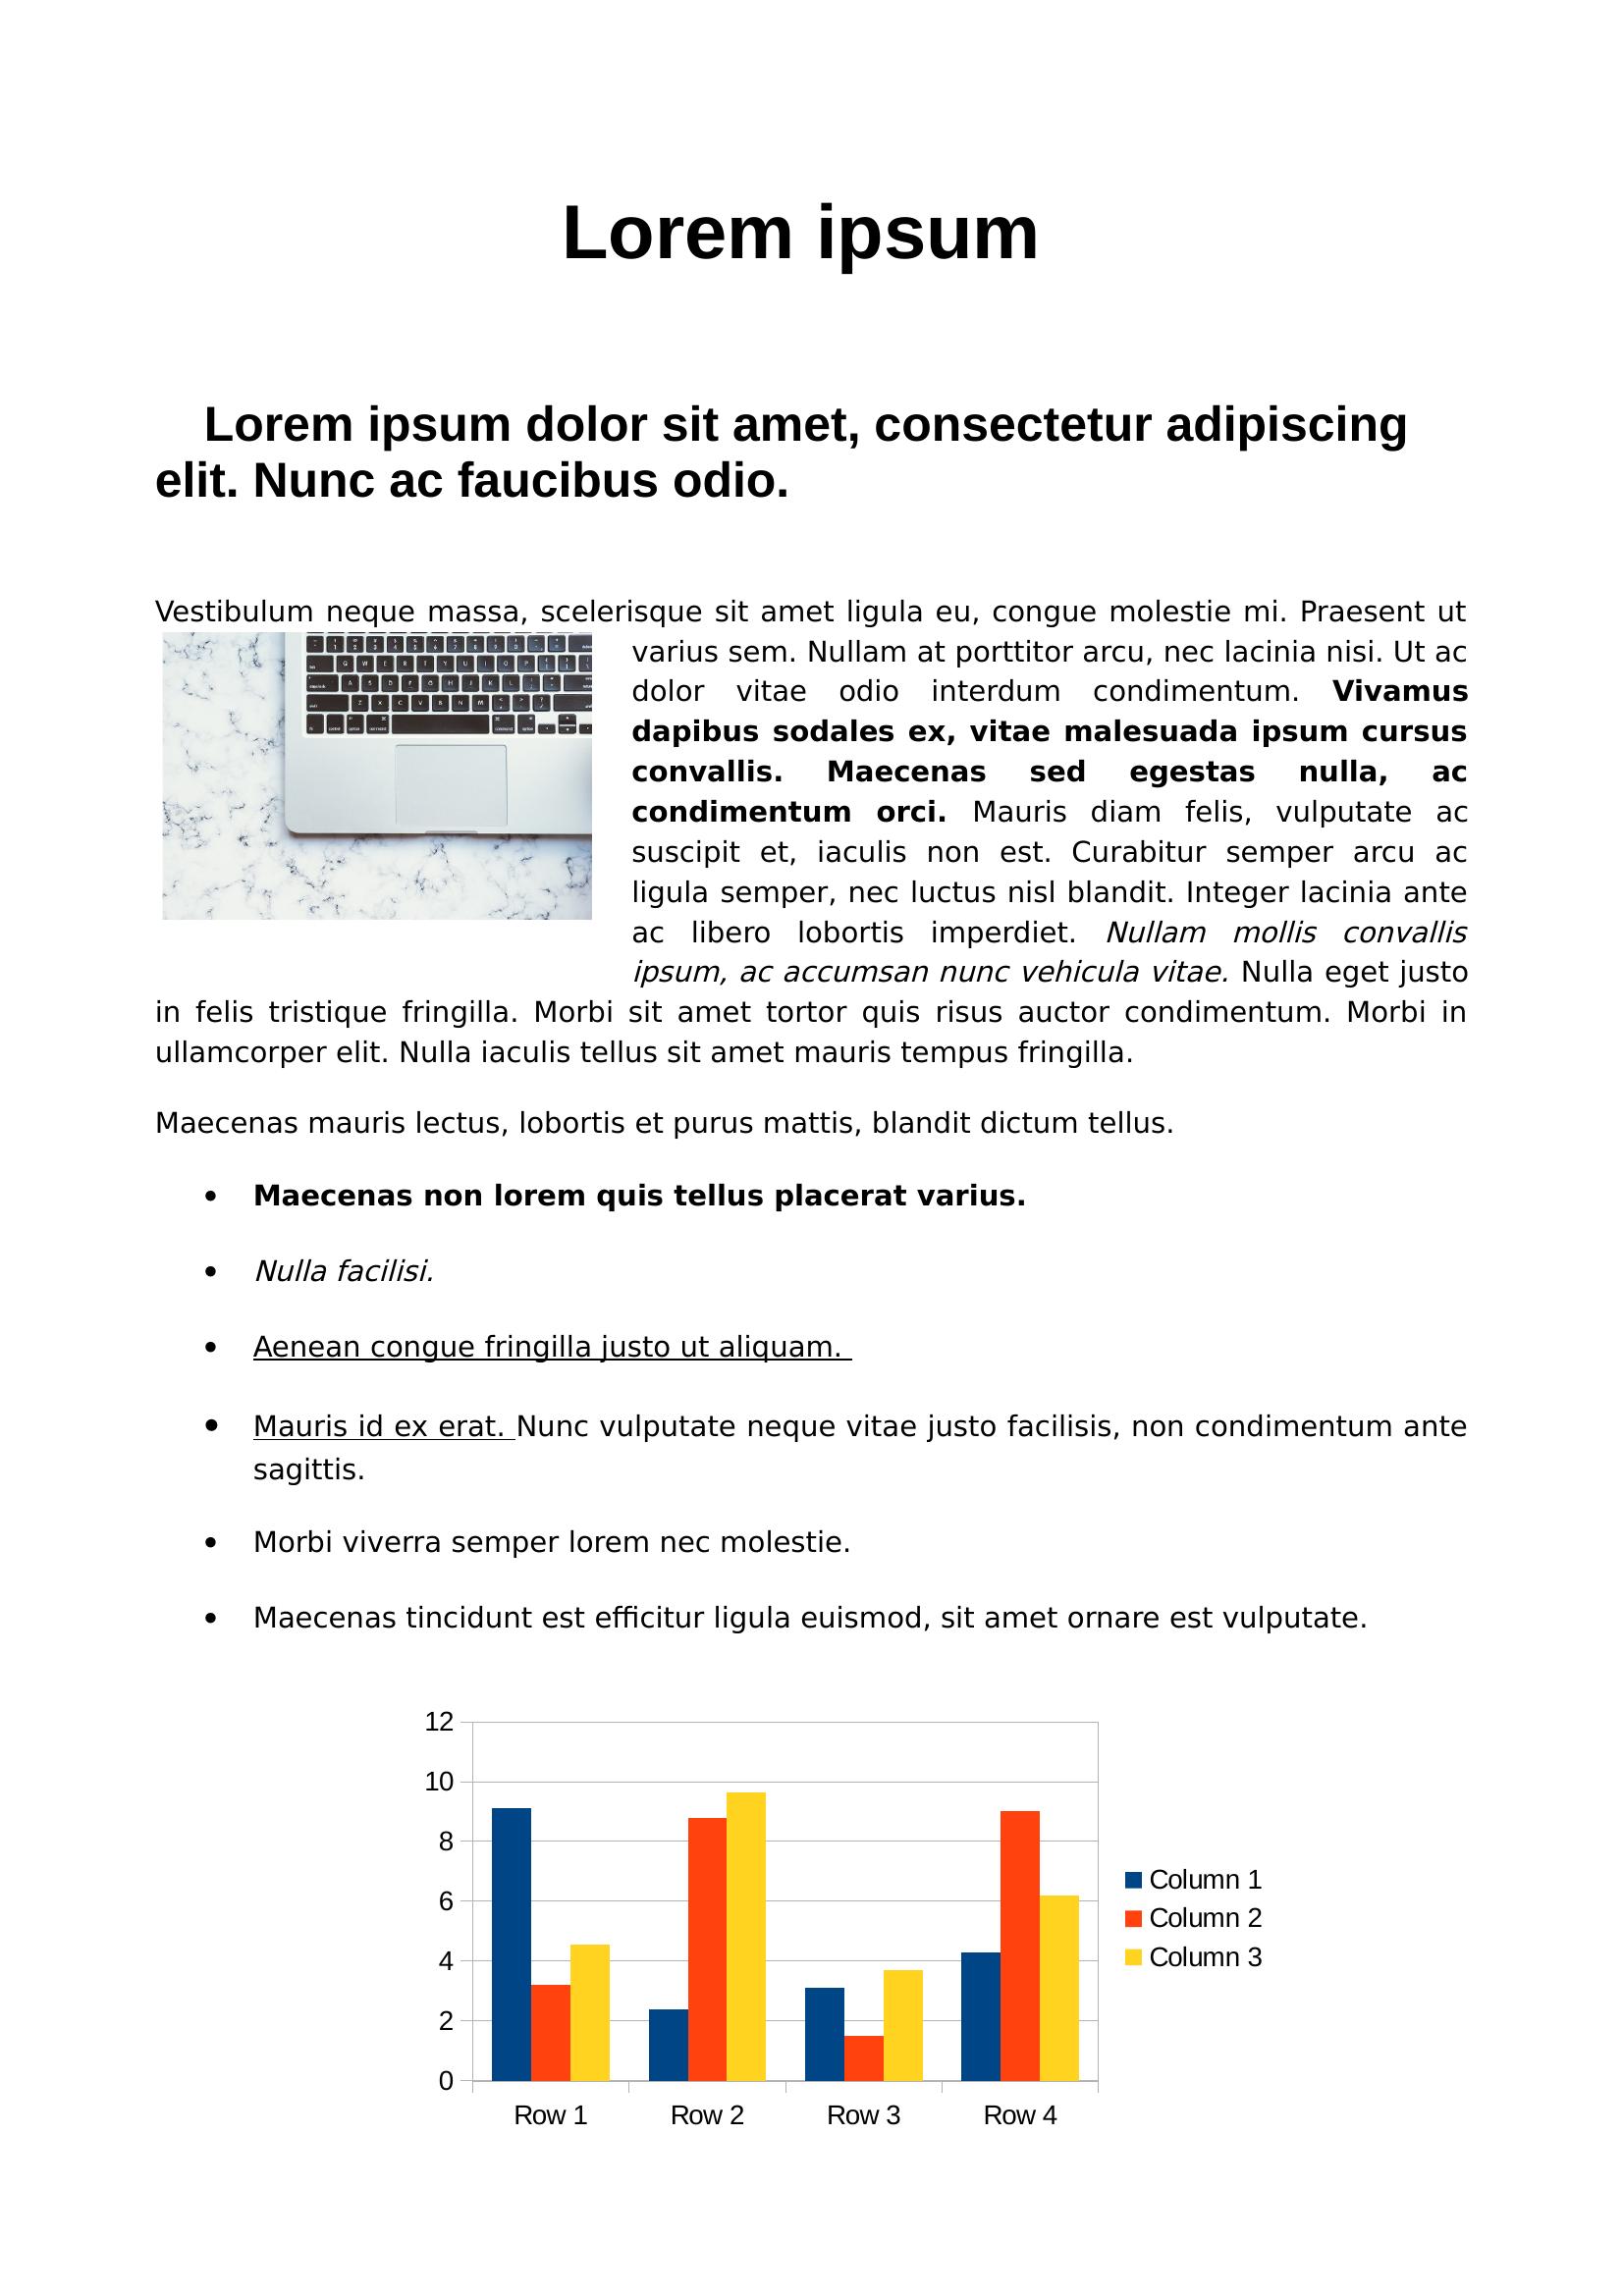 Lorem ipsum
Lorem ipsum dolor sit amet, consectetur adipiscing
elit. Nunc ac faucibus odio.
Vestibulum neque massa, scelerisque sit amet ligula eu, congue molestie mi. Praesent ut
varius sem. Nullam at porttitor arcu, nec lacinia nisi. Ut ac
dolor vitae odio interdum condimentum. Vivamus
dapibus sodales ex, vitae malesuada ipsum cursus
convallis. Maecenas sed egestas nulla, ac
condimentum orci. Mauris diam felis, vulputate ac
suscipit et, iaculis non est. Curabitur semper arcu ac
ligula semper, nec luctus nisl blandit. Integer lacinia ante
ac libero lobortis imperdiet. Nullam mollis convallis
ipsum, ac accumsan nunc vehicula vitae. Nulla eget justo
in felis tristique fringilla. Morbi sit amet tortor quis risus auctor condimentum. Morbi in
ullamcorper elit. Nulla iaculis tellus sit amet mauris tempus fringilla.
Maecenas mauris lectus, lobortis et purus mattis, blandit dictum tellus.
• Maecenas non lorem quis tellus placerat varius.
• Nulla facilisi.
• Aenean congue fringilla justo ut aliquam.
• Mauris id ex erat. Nunc vulputate neque vitae justo facilisis, non condimentum ante
sagittis.
• Morbi viverra semper lorem nec molestie.
• Maecenas tincidunt est efficitur ligula euismod, sit amet ornare est vulputate.
12
10
8
6
4
2
0
Row 1 Row 2 Row 3 Row 4
Column 1
Column 2
Column 3